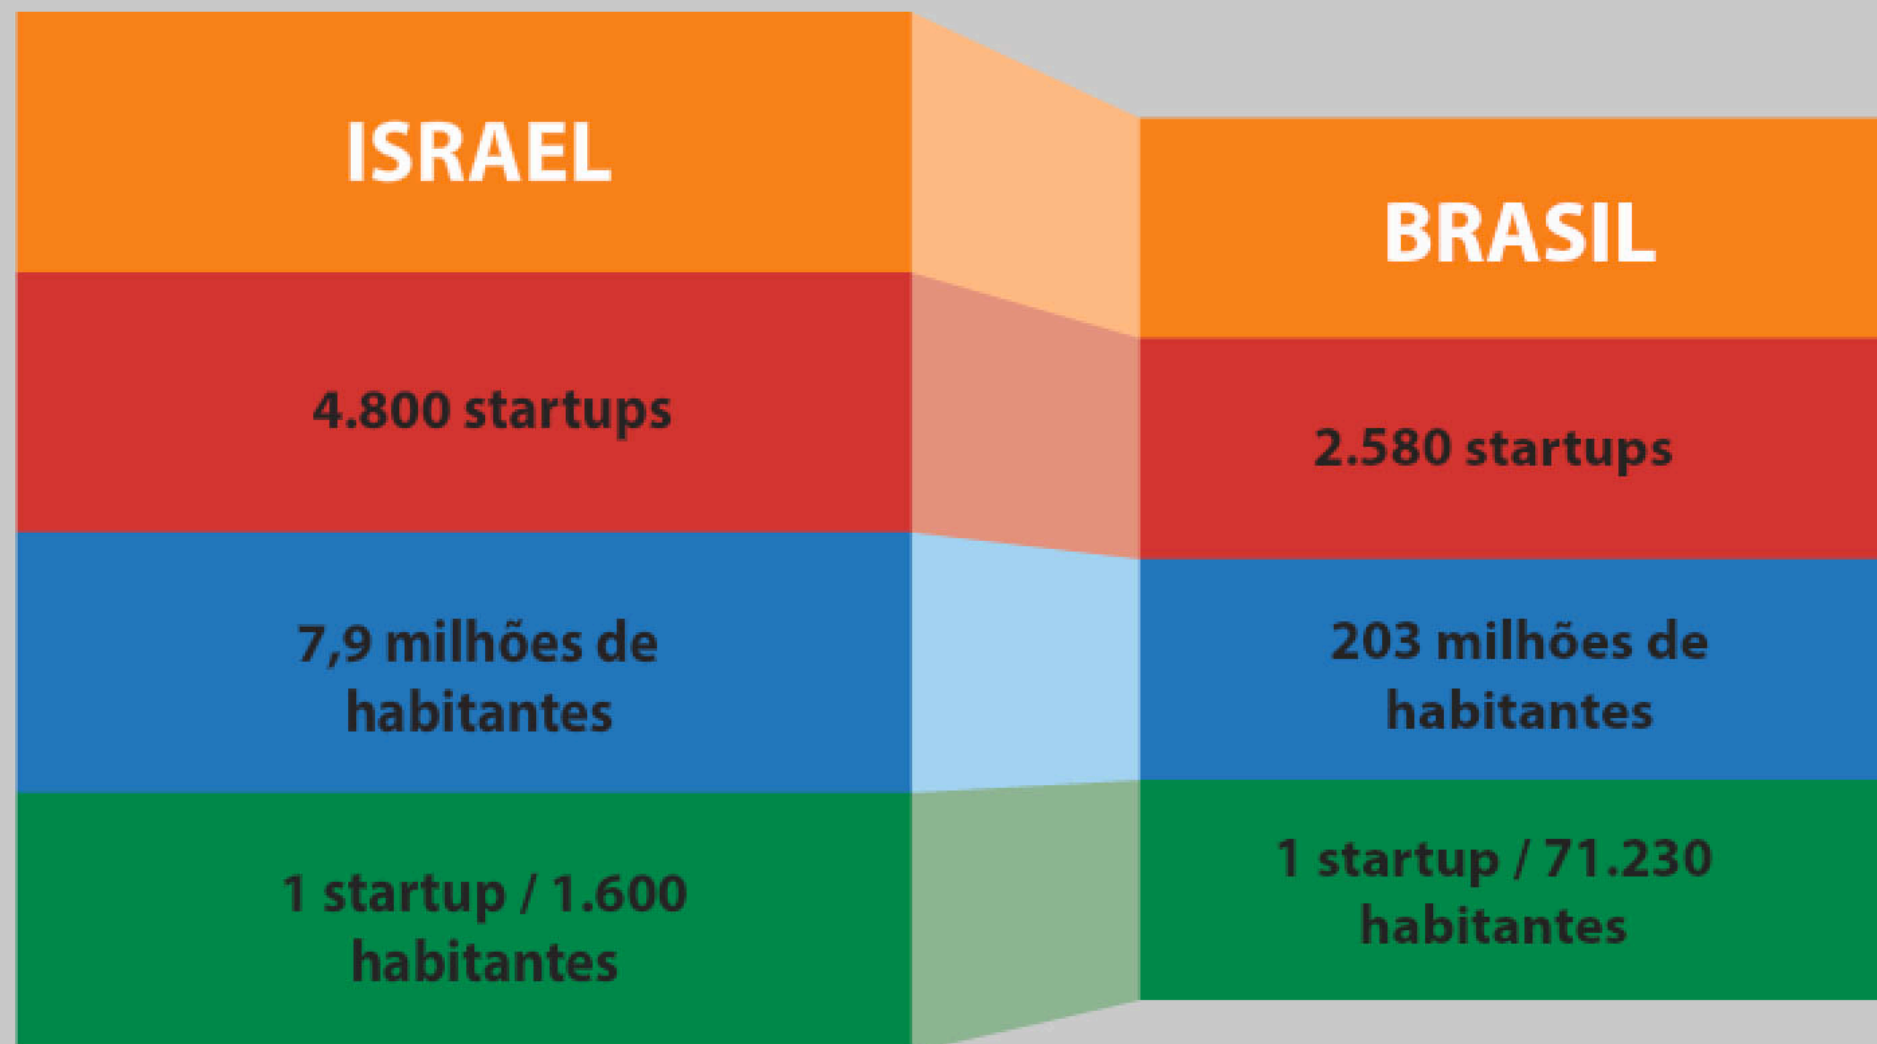 ISRAEL
4.800 startups
7,9 milhões de
habitantes
1 startup / 1.600
habitantes
BRASIL
2.580 startups
203 milhões de
habitantes
1 startup / 71.230
habitantes